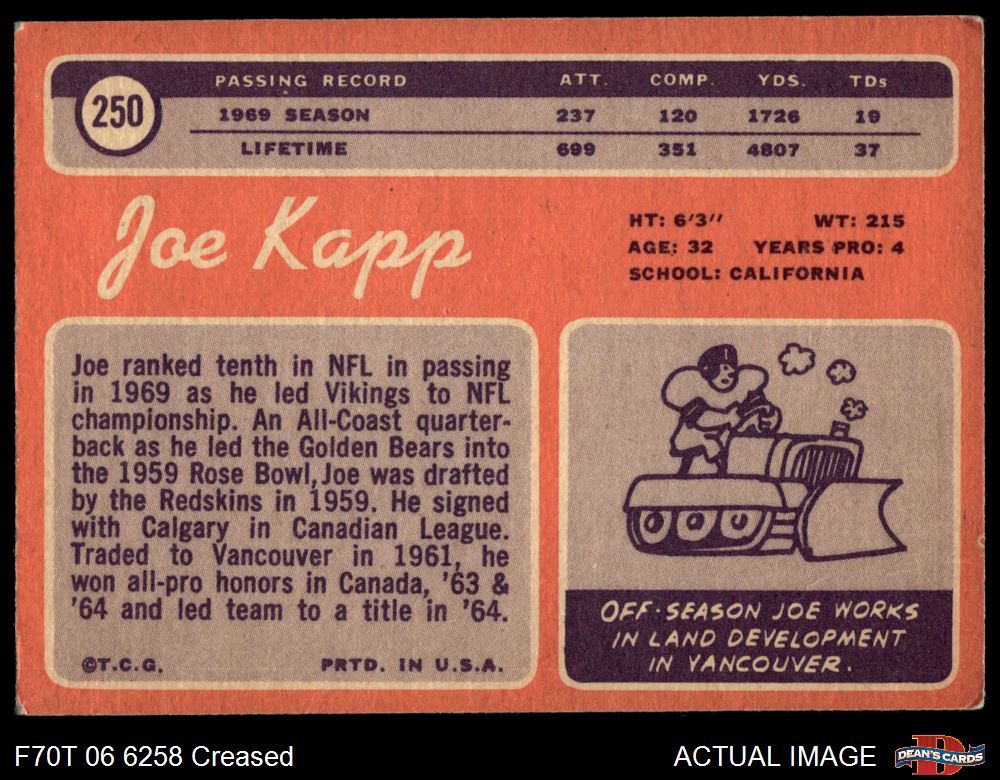 250
PASSING RECORD ATT. COMP. YDS. TDs
1969 SEASON 237 120 1726 19
LIFETIME 699 351 4807 37
Joe Kapp
HT: 6'3'' WT: 215
AGE: 32 YEARS PRO: 4
SCHOOL: CALIFORNIA
Joe ranked tenth in NFL in passing
in 1969 as he led Vikings to NFL
championship. An All-Coast quarter-
back as he led the Golden Bears into
the 1959 Rose Bowl, Joe was drafted
by the Redskins in 1959. He signed
with Calgary in Canadian League.
Traded to Vancouver in 1961, he
won all-pro honors in Canada, '63 &
'64 and led team to a title in '64.
©T.C.G. PRTD. IN U.S.A.
OFF-SEASON JOE WORKS
IN LAND DEVELOPMENT
IN VANCOUVER.
F70T 06 6258 Creased
ACTUAL IMAGE
DEAN'S CARDS